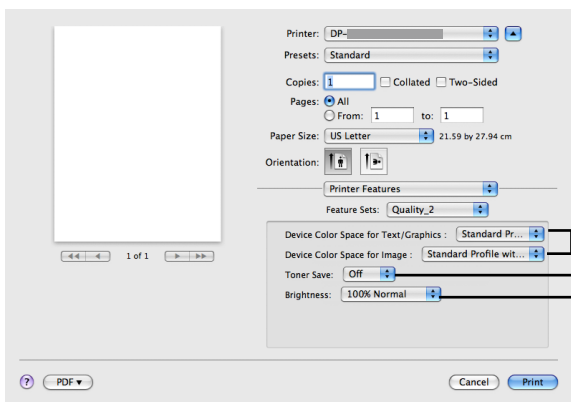 Printer: DP-
Presets: Standard
Copies: 1 Collated Two-Sided
Pages: All
From: 1 to: 1
Paper Size: US Letter 21.59 by 27.94 cm
Orientation:
Printer Features
Feature Sets: Quality_2
Device Color Space for Text/Graphics : Standard Pr...
Device Color Space for Image : Standard Profile wit...
Toner Save: Off
Brightness: 100% Normal
1 of 1
? PDF ▾ Cancel Print